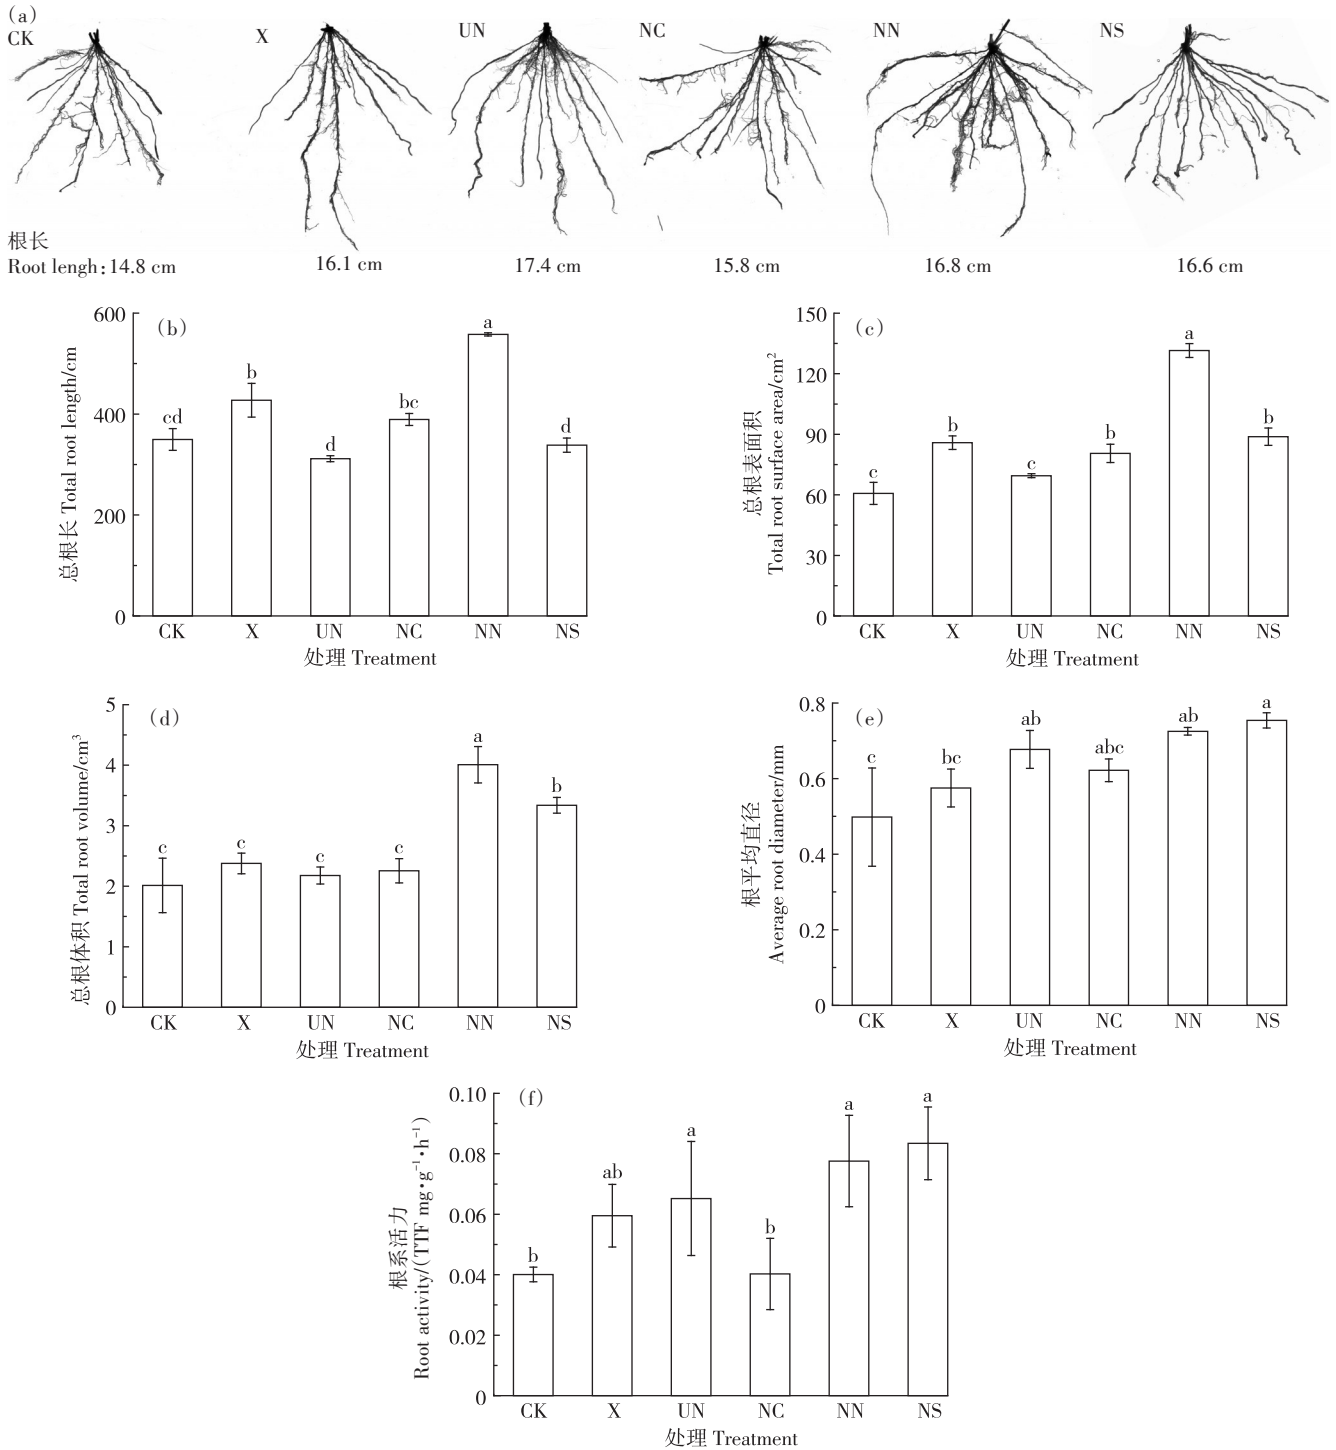 (a)
CK X UN NC NN NS
根长
Root lengh:14.8 cm 16.1 cm 17.4 cm 15.8 cm 16.8 cm 16.6 cm
(b)
总根长 Total root length/cm
600
400
200
0
cd b d bc a d
CK X UN NC NN NS
处理 Treatment
(c)
总根表面积
Total root surface area/cm²
150
120
90
60
30
0
c b c b a b
CK X UN NC NN NS
处理 Treatment
(d)
总根体积 Total root volume/cm³
5
4
3
2
1
0
c c c c a b
CK X UN NC NN NS
处理 Treatment
(e)
根平均直径
Average root diameter/mm
0.8
0.6
0.4
0.2
0
c bc ab abc ab a
CK X UN NC NN NS
处理 Treatment
(f)
根系活力
Root activity/(TTF mg·g⁻¹·h⁻¹)
0.10
0.08
0.06
0.04
0.02
0
b ab a b a a
CK X UN NC NN NS
处理 Treatment